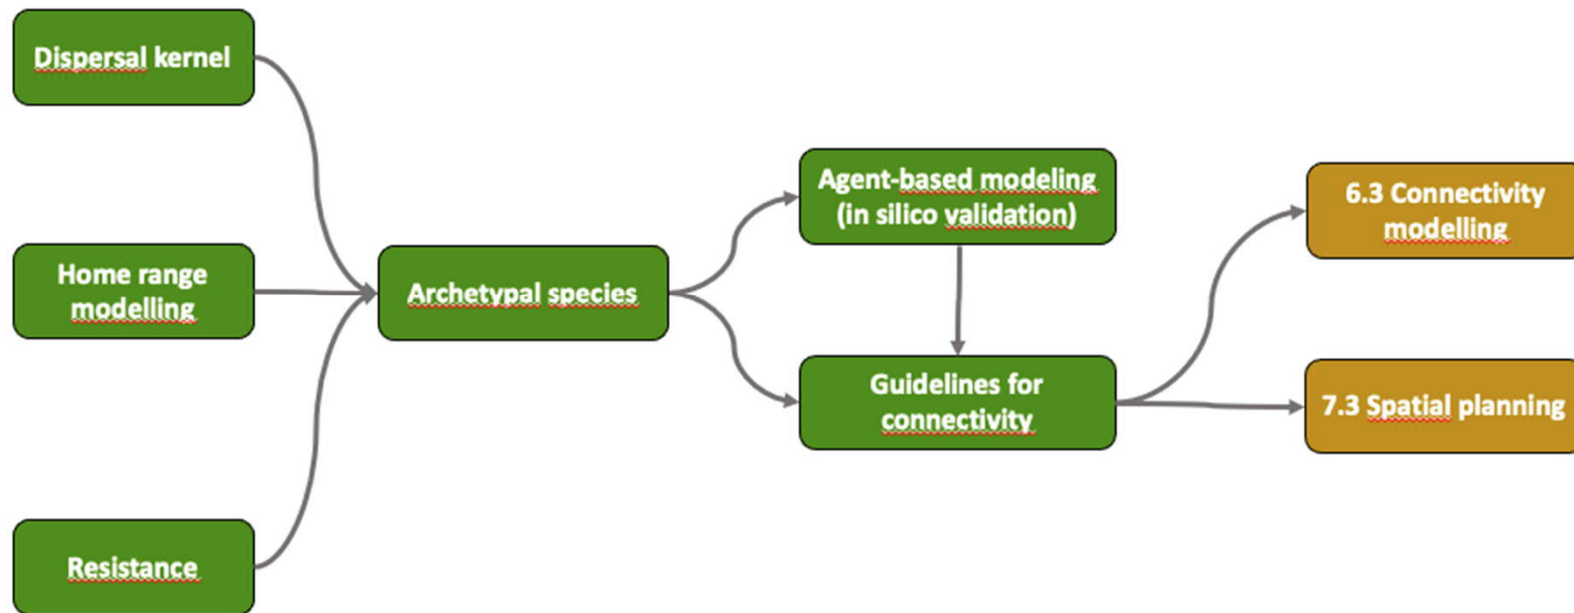 Dispersal kernel
Home range
modelling
Resistance
Archetypal species
Agent-based modeling
(in silico validation)
Guidelines for
connectivity
6.3 Connectivity
modelling
7.3 Spatial planning